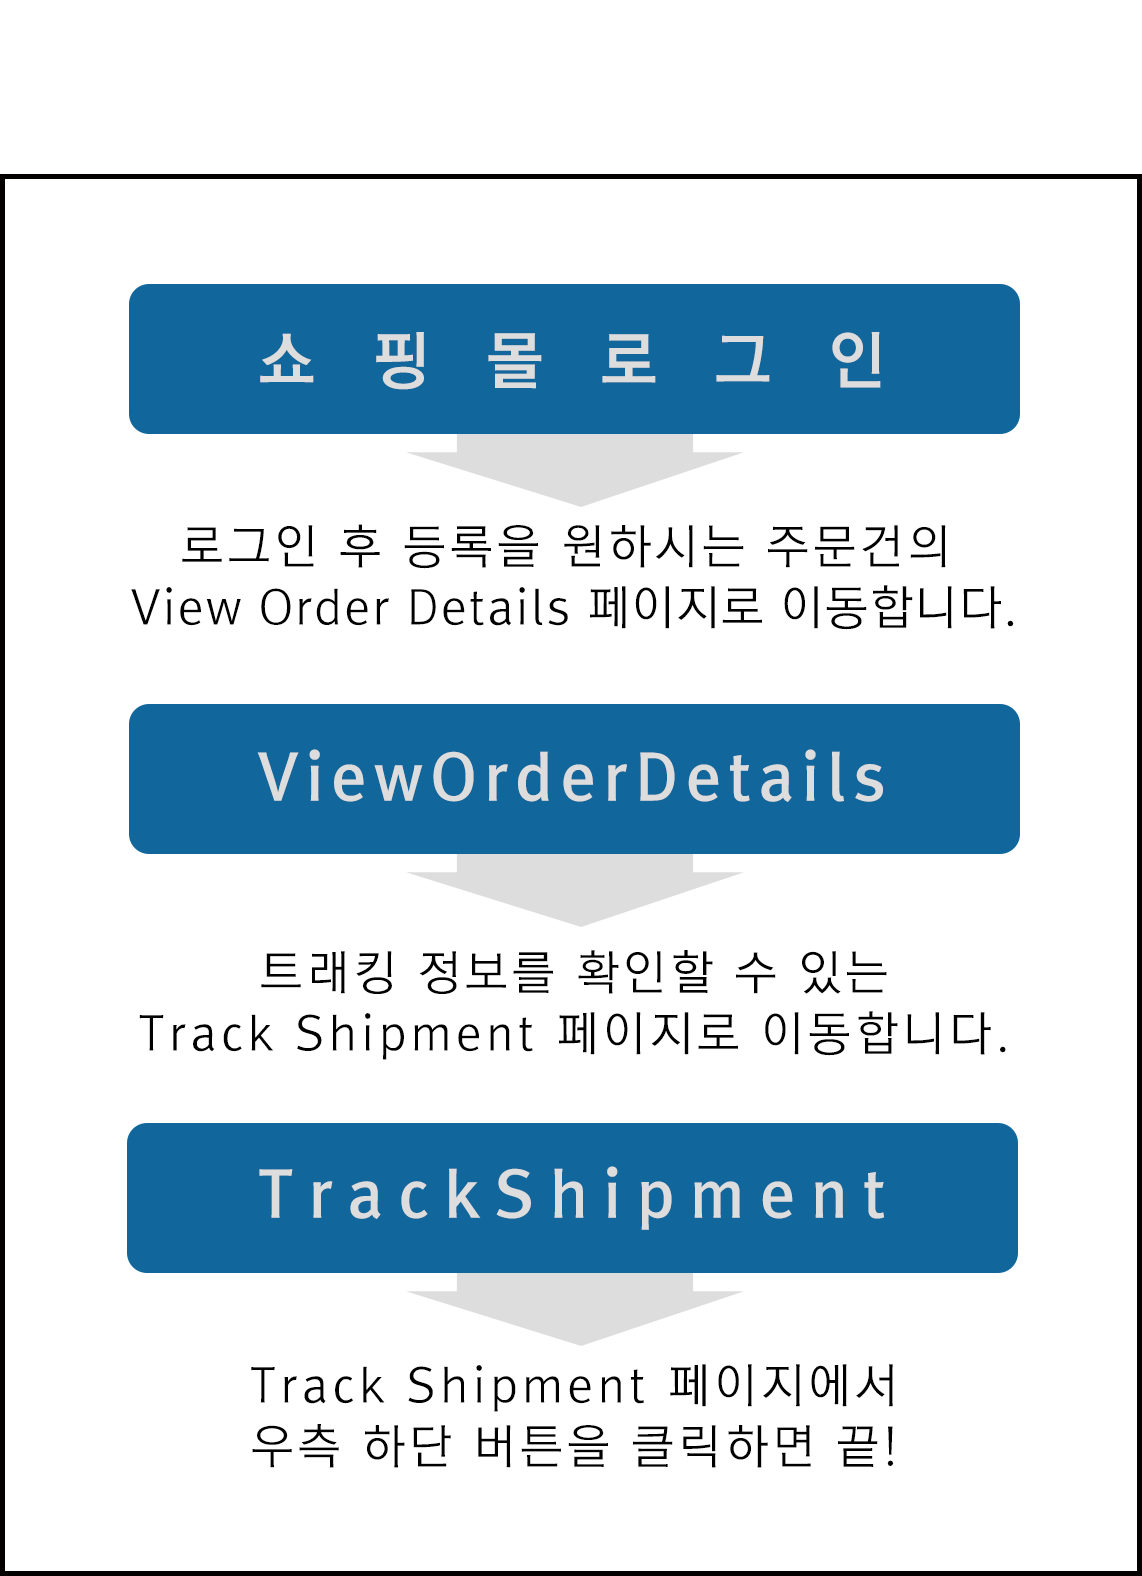 쇼핑몰로그인
로그인 후 등록을 원하시는 주문건의
View Order Details 페이지로 이동합니다.
ViewOrderDetails
트래킹 정보를 확인할 수 있는
Track Shipment 페이지로 이동합니다.
TrackShipment
Track Shipment 페이지에서
우측 하단 버튼을 클릭하면 끝!